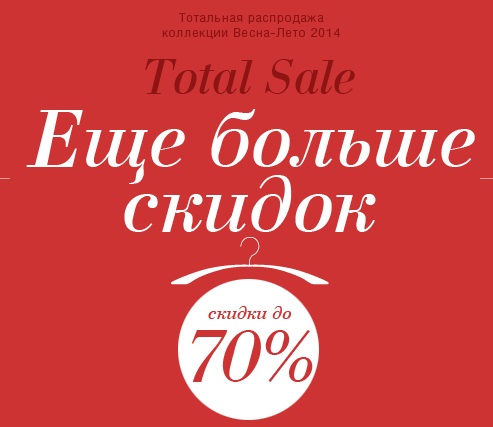 Тотальная распродажа
коллекции Весна-Лето 2014
Total Sale
Еще больше
скидок
скидки до
70%